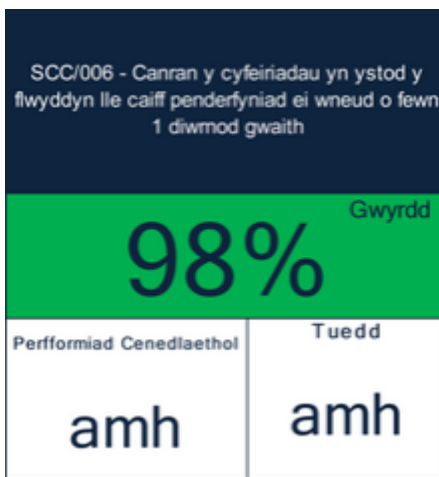 SCC/006 - Canran y cyfeiriadau yn ystod y
flwyddyn lle caiff penderfyniad ei wneud o fewn
1 diwrnod gwaith
Gwyrdd
98%
Perfformiad Cenedlaethol
amh
Tuedd
amh